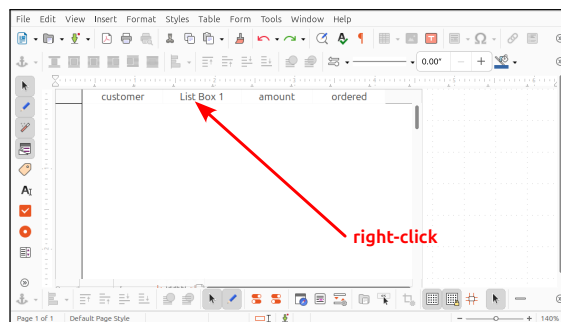 File Edit View Insert Format Styles Table Form Tools Window Help
0.00"
customer List Box 1 amount ordered
right-click
Page 1 of 1 Default Page Style 140%